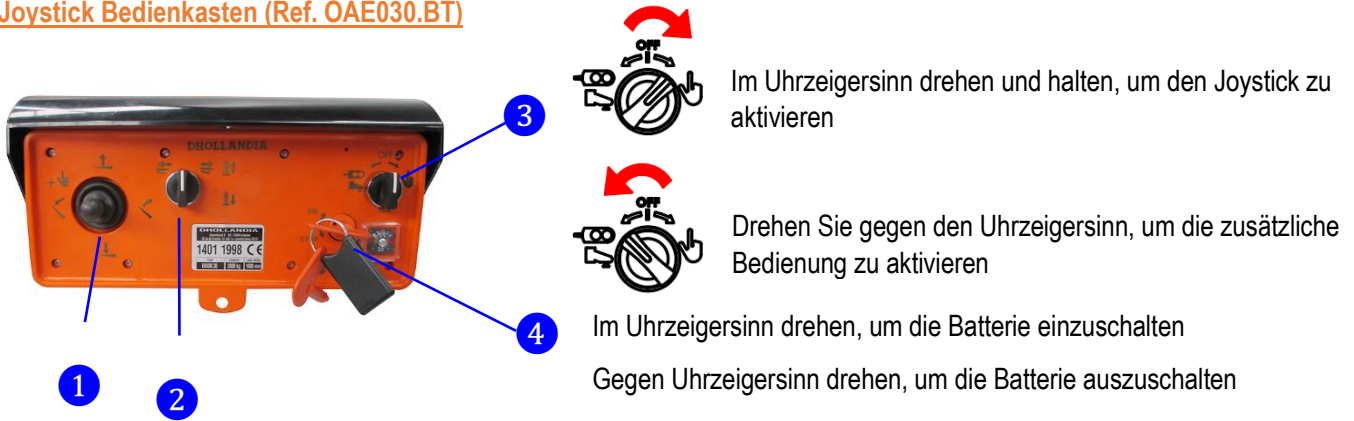 Joystick Bedienkasten (Ref. OAE030.BT)
OFF
Im Uhrzeigersinn drehen und halten, um den Joystick zu
aktivieren
3
DHOLLANDIA
OFF
OFF
Drehen Sie gegen den Uhrzeigersinn, um die zusätzliche
Bedienung zu aktivieren
DHOLLANDIA
1401 1998 CE
4
Im Uhrzeigersinn drehen, um die Batterie einzuschalten
Gegen Uhrzeigersinn drehen, um die Batterie auszuschalten
1
2